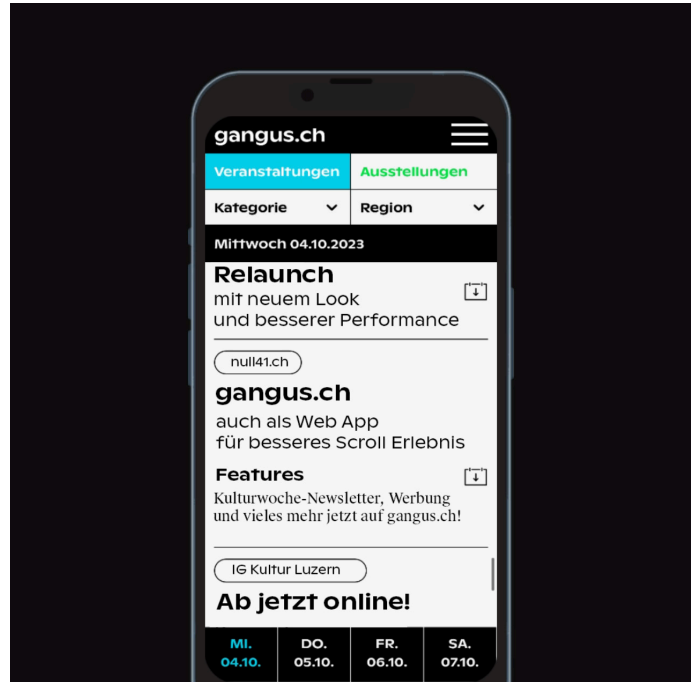 gangus.ch
Veranstaltungen Ausstellungen
Kategorie Region
Mittwoch 04.10.2023
Relaunch
mit neuem Look
und besserer Performance
null41.ch
gangus.ch
auch als Web App
für besseres Scroll Erlebnis
Features
Kulturwoche-Newsletter, Werbung
und vieles mehr jetzt auf gangus.ch!
IG Kultur Luzern
Ab jetzt online!
MI. DO. FR. SA.
04.10. 05.10. 06.10. 07.10.